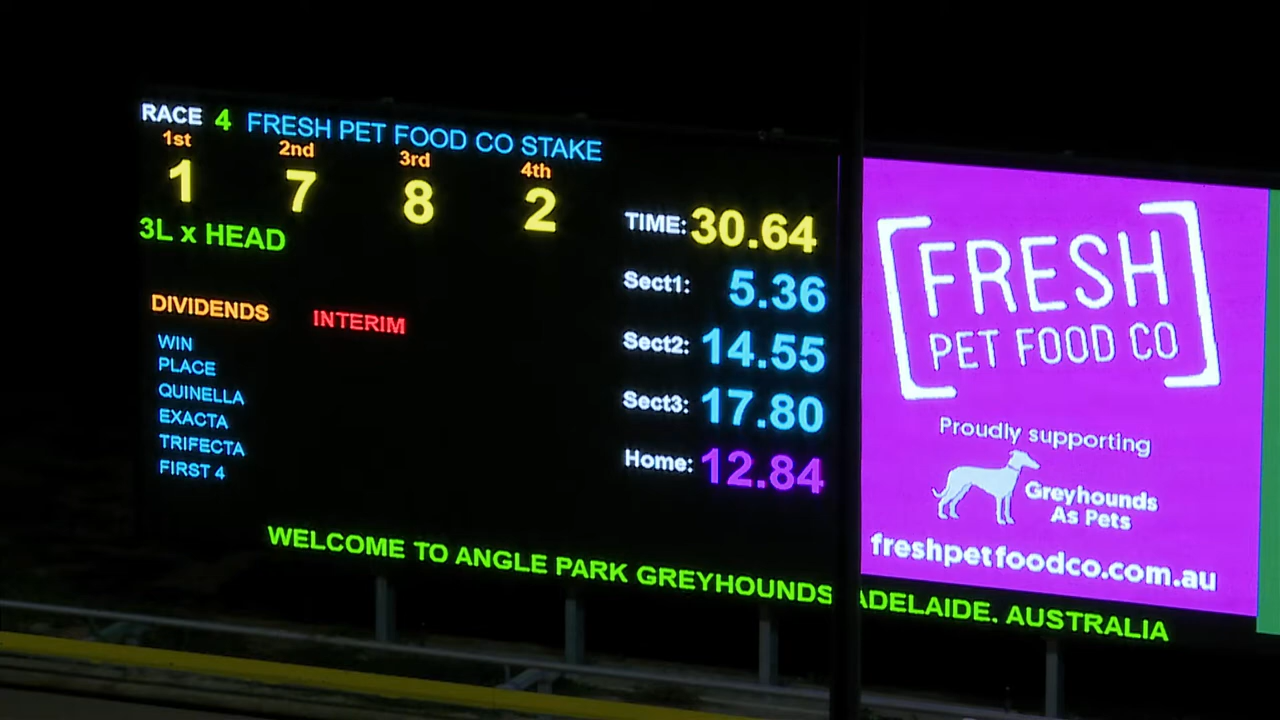 RACE 4 FRESH PET FOOD CO STAKE
1st 2nd 3rd 4th
1 7 8 2
3L x HEAD
TIME: 30.64
Sect1: 5.36
Sect2: 14.55
Sect3: 17.80
Home: 12.84
DIVIDENDS INTERIM
WIN
PLACE
QUINELLA
EXACTA
TRIFECTA
FIRST 4
WELCOME TO ANGLE PARK GREYHOUNDS ADELAIDE. AUSTRALIA
FRESH
PET FOOD CO
Proudly supporting
Greyhounds
As Pets
freshpetfoodco.com.au